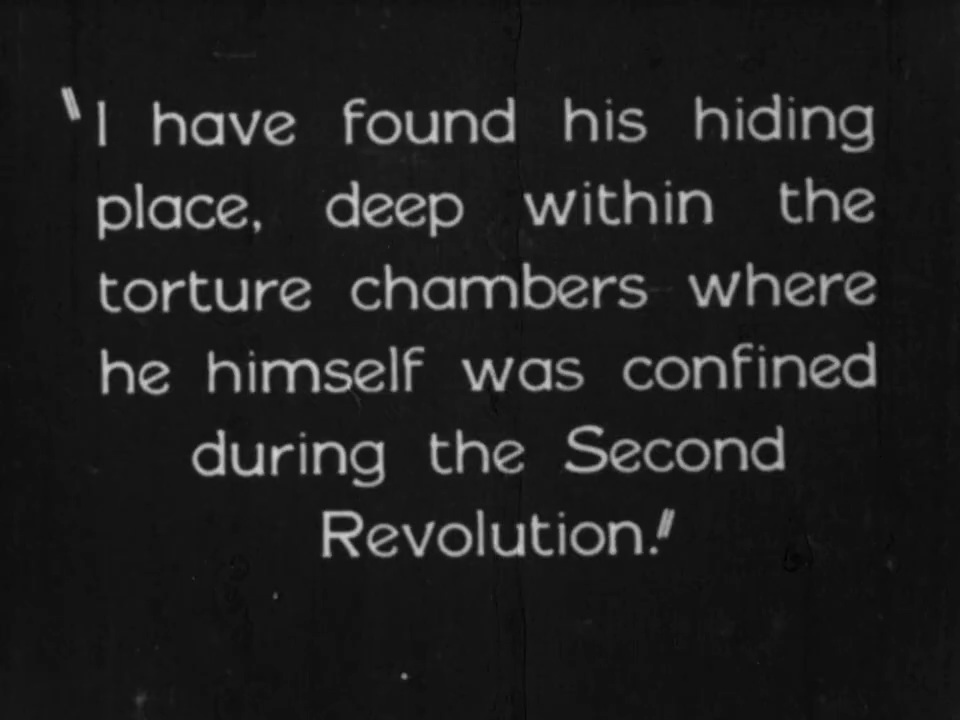 "I have found his hiding
place, deep within the
torture chambers where
he himself was confined
during the Second
Revolution."